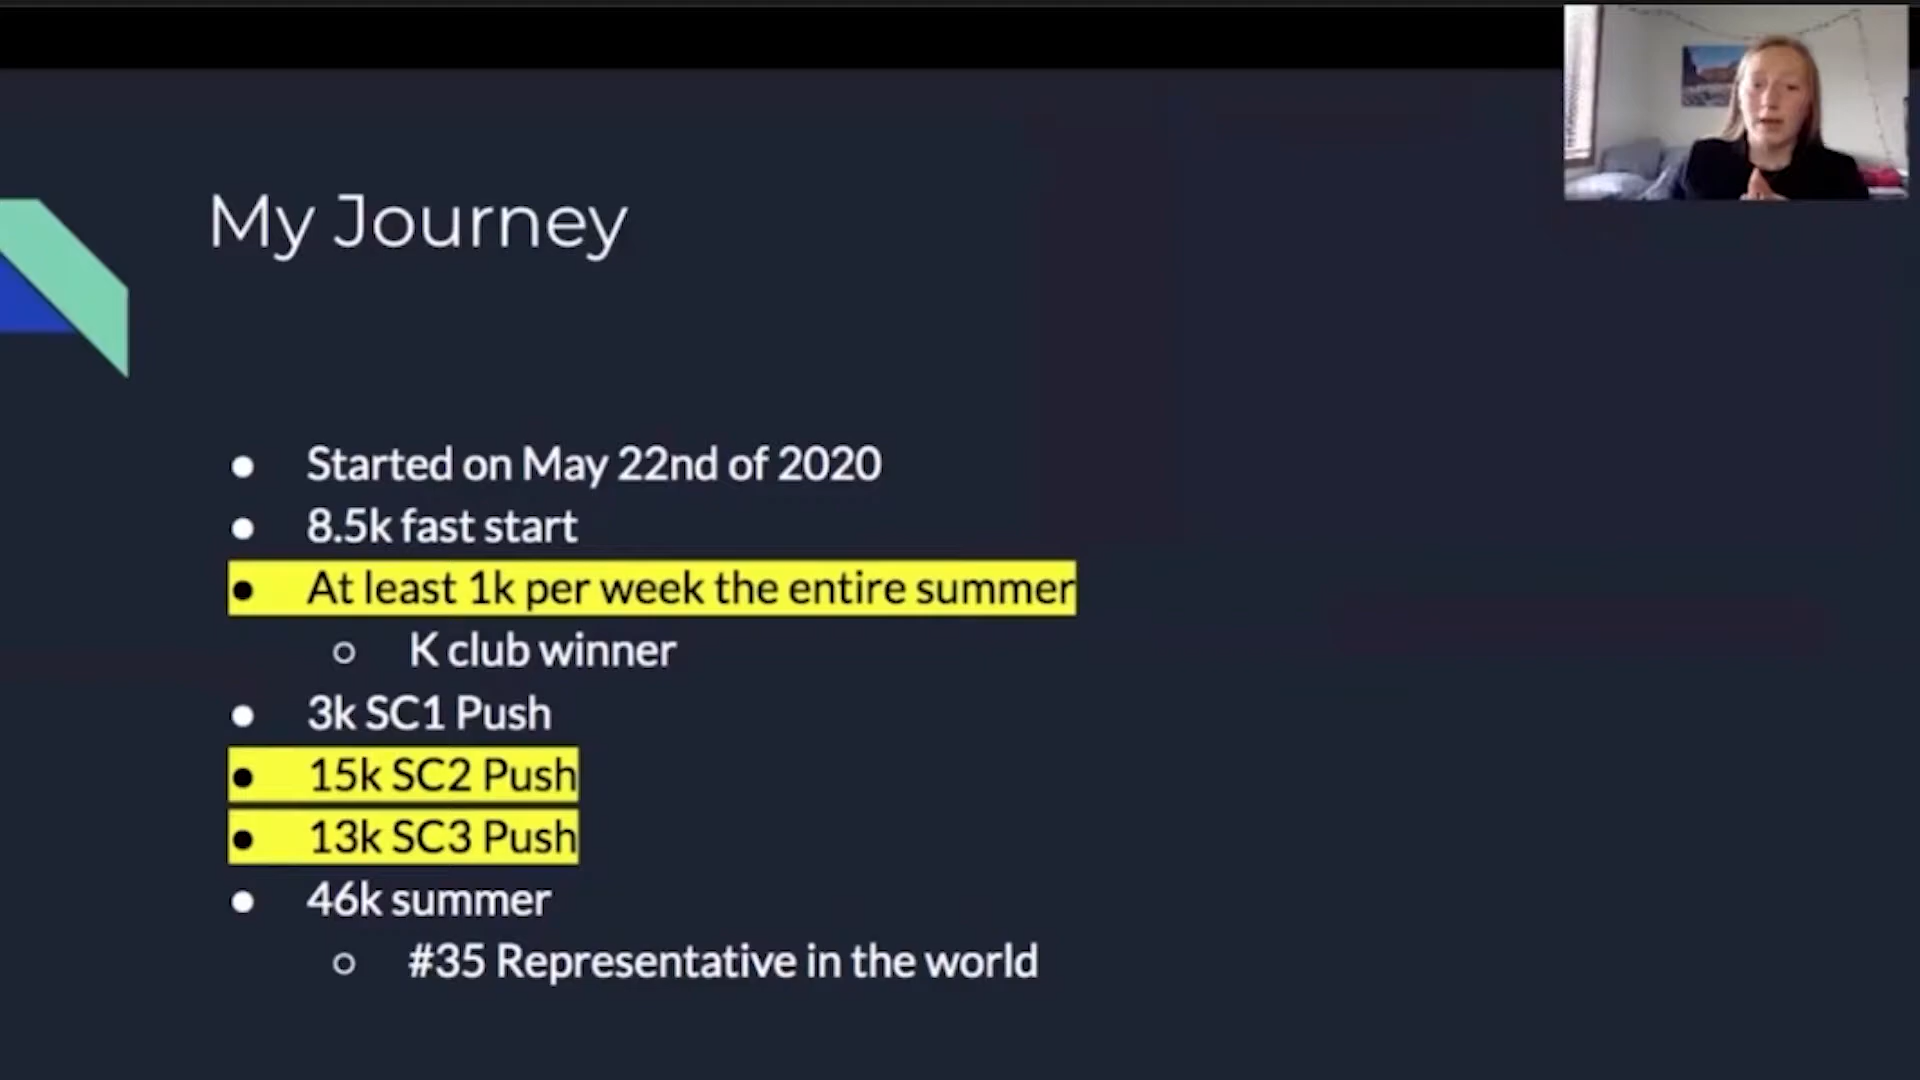 My Journey
● Started on May 22nd of 2020
● 8.5k fast start
● At least 1k per week the entire summer
○ K club winner
● 3k SC1 Push
● 15k SC2 Push
● 13k SC3 Push
● 46k summer
○ #35 Representative in the world